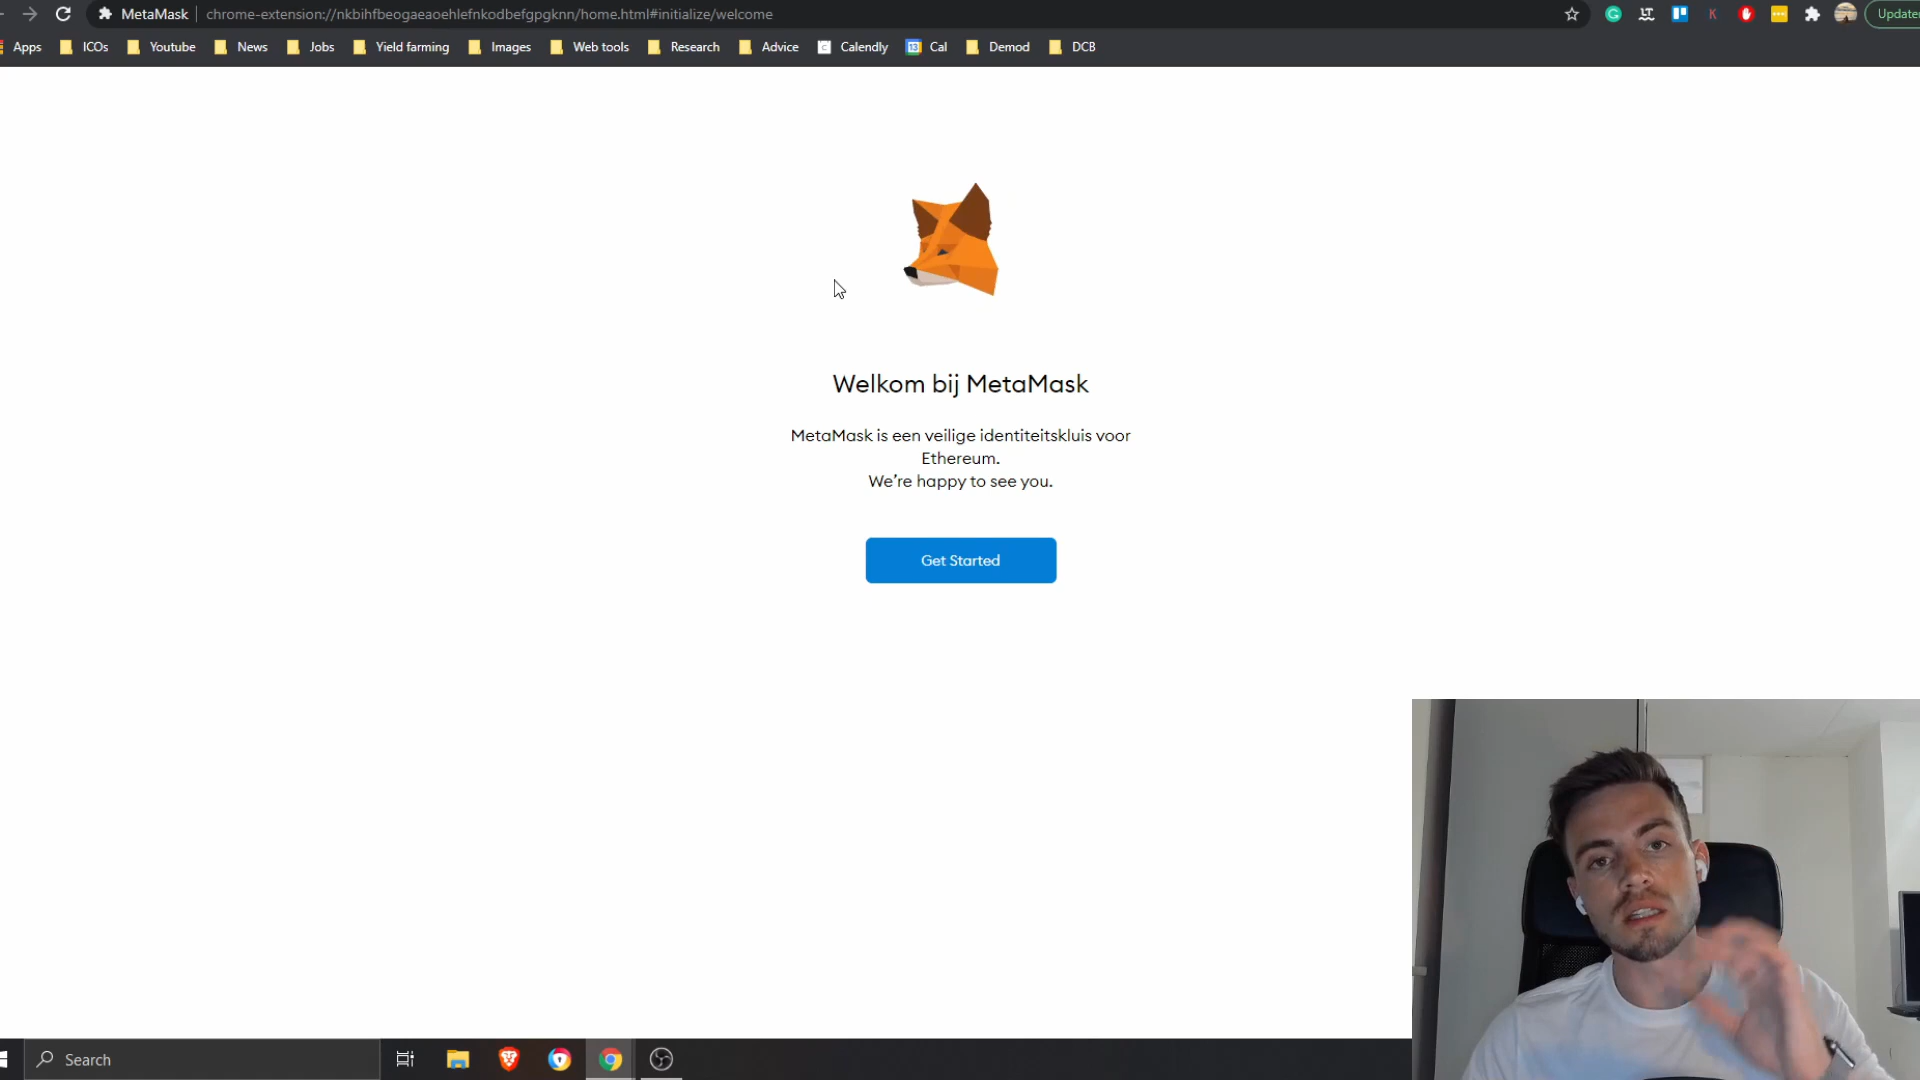 MetaMask
chrome-extension://nkbihfbeogaeaoehlefnkodbefgpgknn/home.html#initialize/welcome
Update
Apps
ICOs
Youtube
News
Jobs
Yield farming
Images
Web tools
Research
Advice
Calendly
13
Cal
Demod
DCB
Welkom bij MetaMask
MetaMask is een veilige identiteitskluis voor
Ethereum.
We're happy to see you.
Get Started
Search